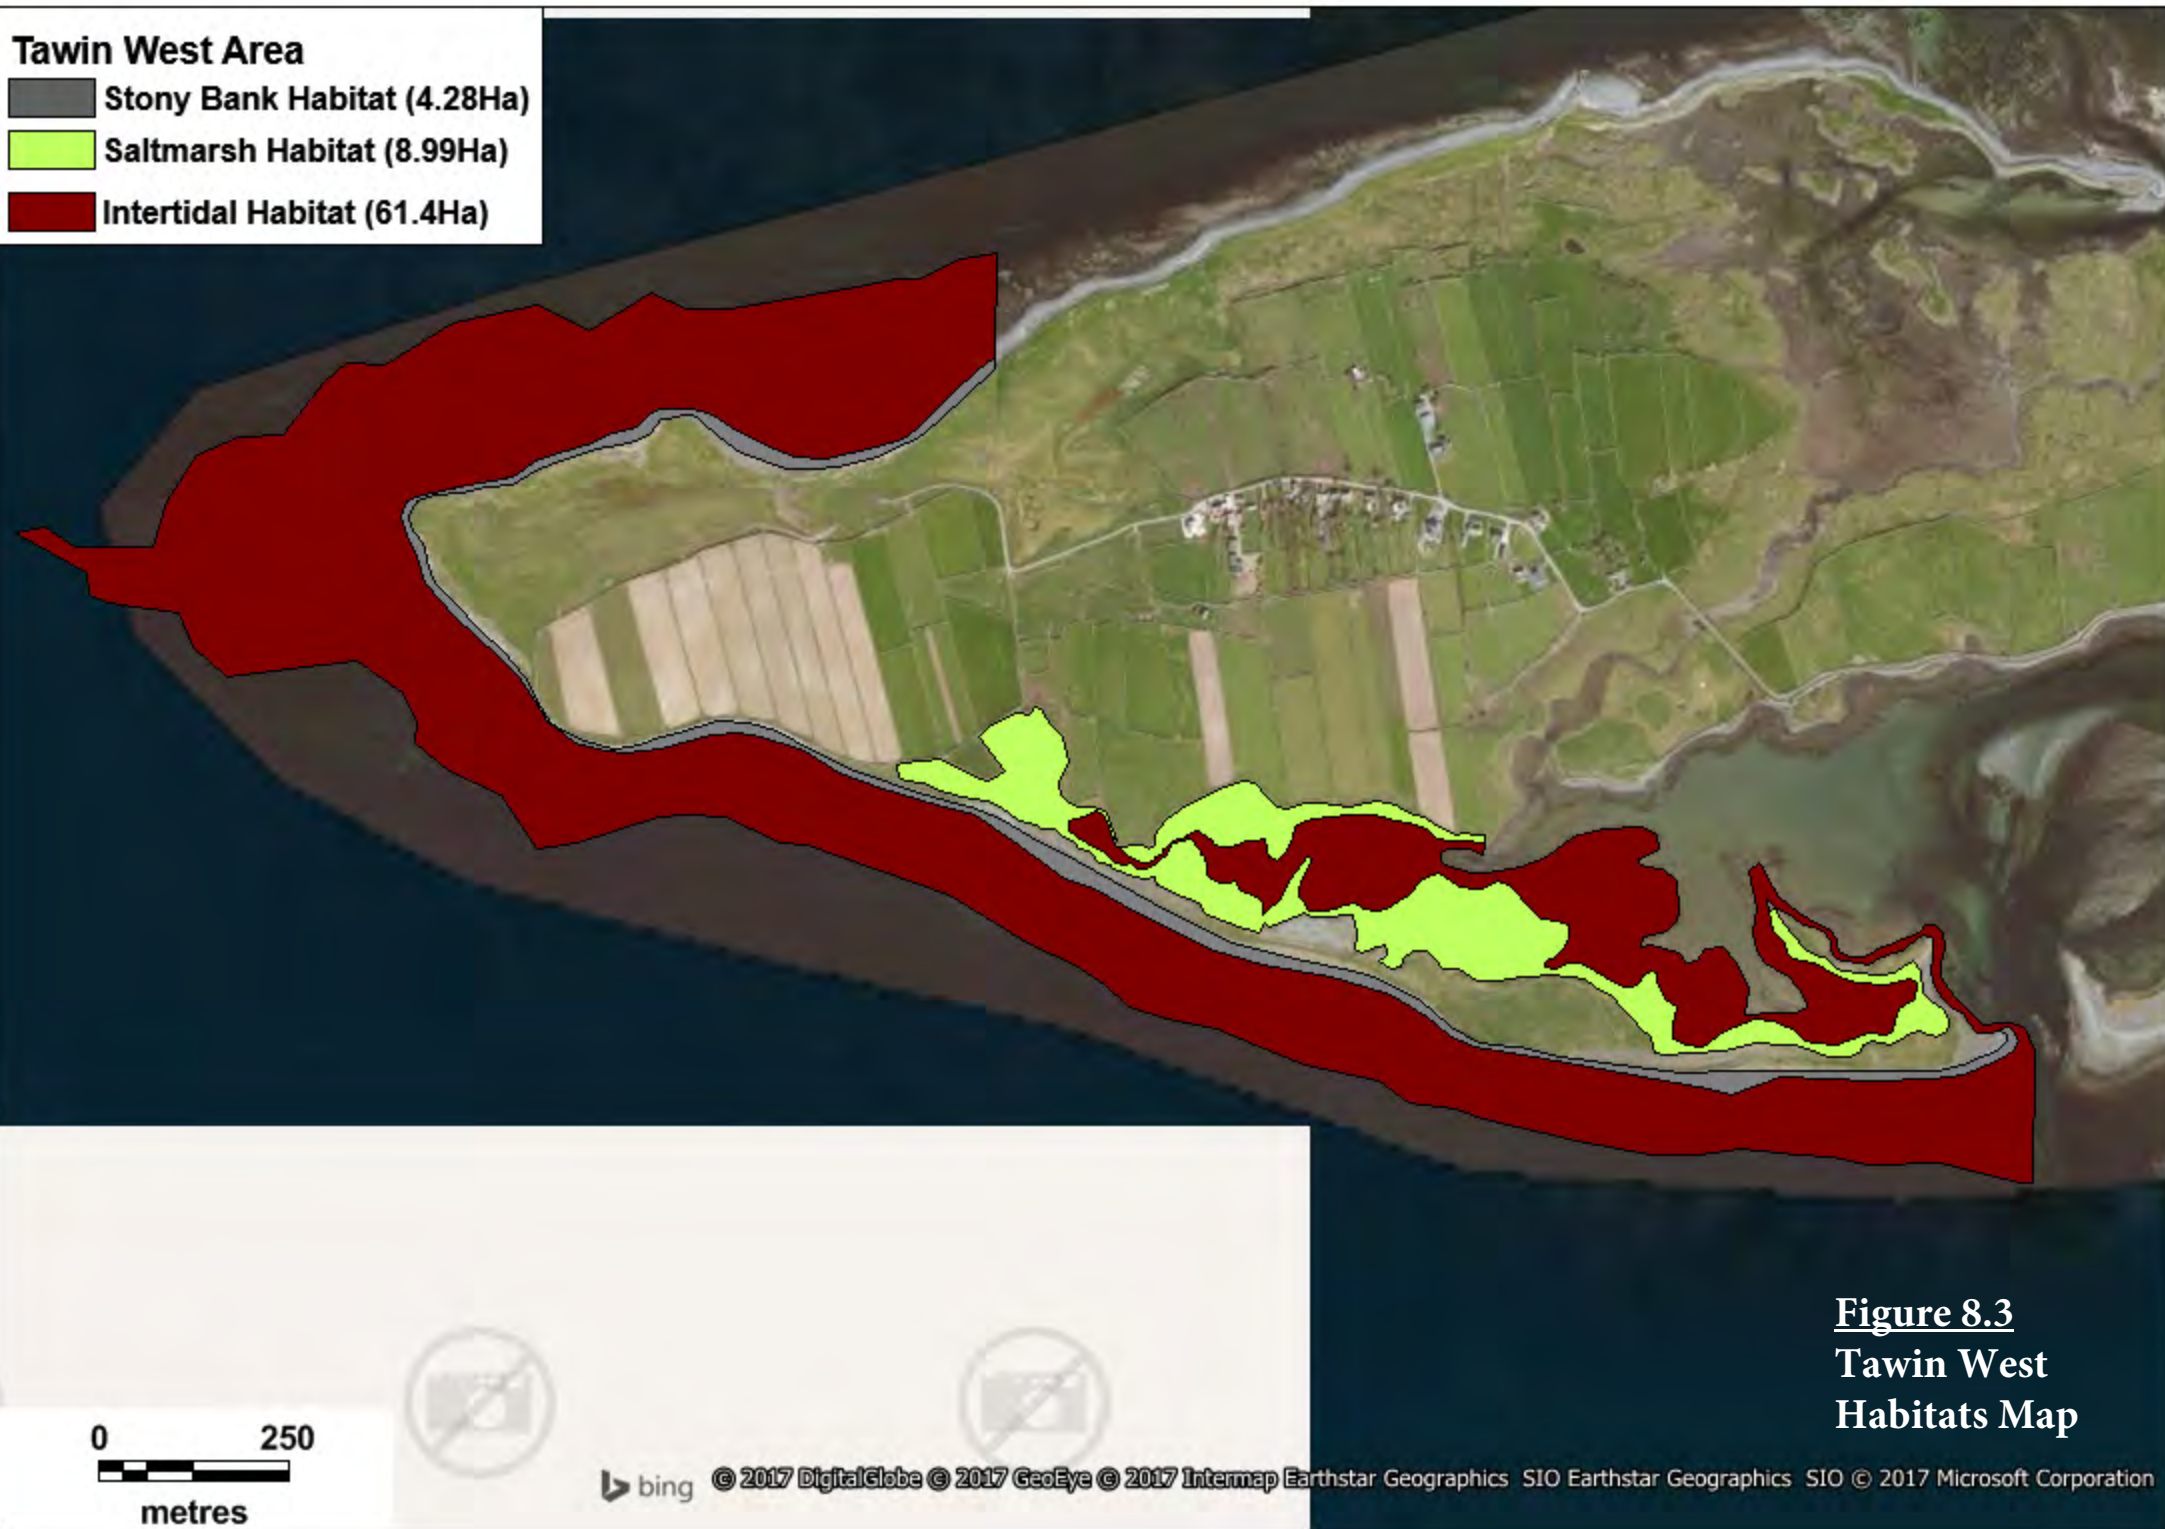 Tawin West Area
Stony Bank Habitat (4.28Ha)
Saltmarsh Habitat (8.99Ha)
Intertidal Habitat (61.4Ha)
Figure 8.3
Tawin West
Habitats Map
0 250
metres
bing © 2017 DigitalGlobe © 2017 GeoEye © 2017 Intermap Earthstar Geographics SIO Earthstar Geographics SIO © 2017 Microsoft Corporation